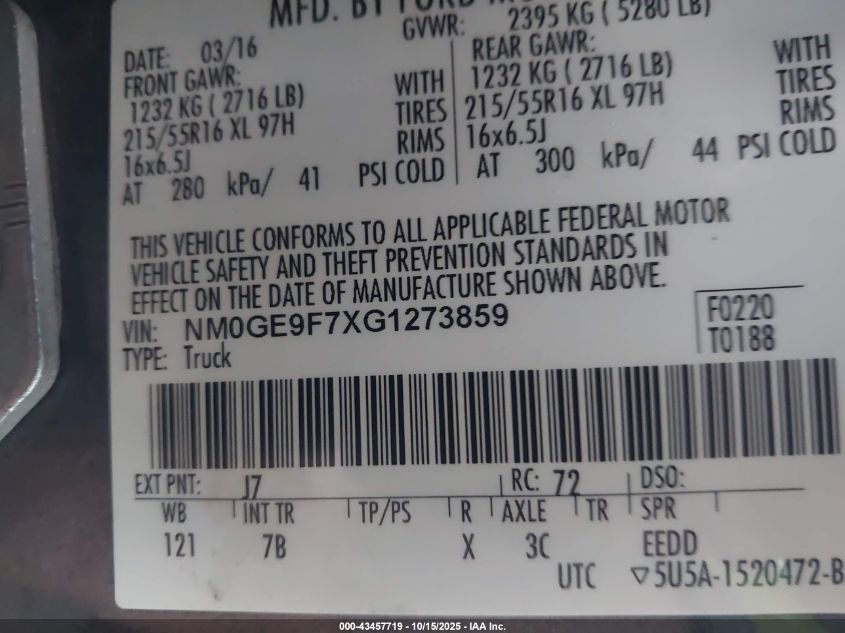 MFD. BY FORD
GVWR: 2395 KG ( 5280 LB)
DATE: 03/16
FRONT GAWR:
1232 KG ( 2716 LB) WITH
215/55R16 XL 97H TIRES
16x6.5J RIMS
AT 280 kPa/ 41 PSI COLD
REAR GAWR:
1232 KG ( 2716 LB) WITH
215/55R16 XL 97H TIRES
16x6.5J RIMS
AT 300 kPa/ 44 PSI COLD
THIS VEHICLE CONFORMS TO ALL APPLICABLE FEDERAL MOTOR
VEHICLE SAFETY AND THEFT PREVENTION STANDARDS IN
EFFECT ON THE DATE OF MANUFACTURE SHOWN ABOVE.
VIN: NM0GE9F7XG1273859
TYPE: Truck
F0220
T0188
EXT PNT: J7 RC: 72 DSO:
WB INT TR TP/PS R AXLE TR SPR
121 7B X 3C EEDD
UTC ▽5U5A-1520472-B
000-43457719 - 10/15/2025 - IAA Inc.